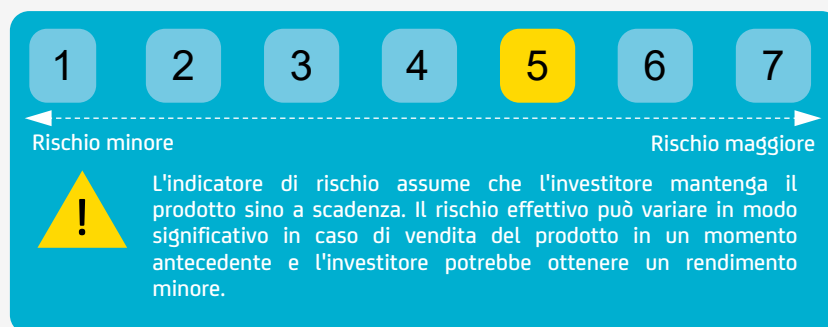 1 2 3 4 5 6 7
Rischio minore Rischio maggiore
!
L'indicatore di rischio assume che l'investitore mantenga il
prodotto sino a scadenza. Il rischio effettivo può variare in modo
significativo in caso di vendita del prodotto in un momento
antecedente e l'investitore potrebbe ottenere un rendimento
minore.